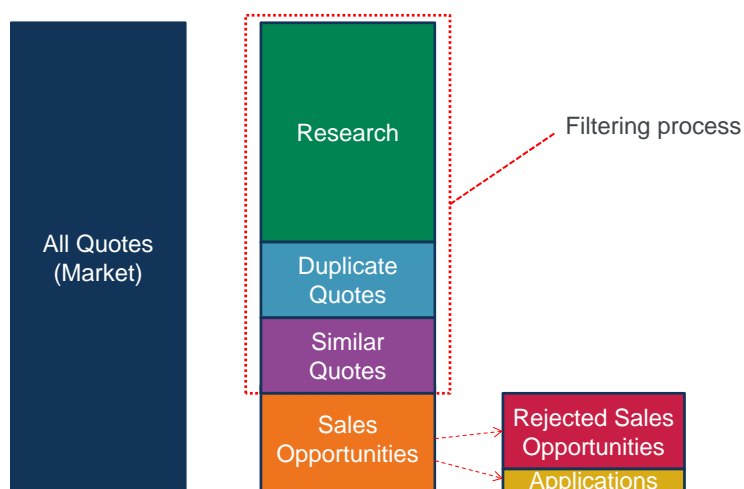 Research
Filtering process
All Quotes
(Market)
Duplicate
Quotes
Similar
Quotes
Sales
Opportunities
Rejected Sales
Opportunities
Applications